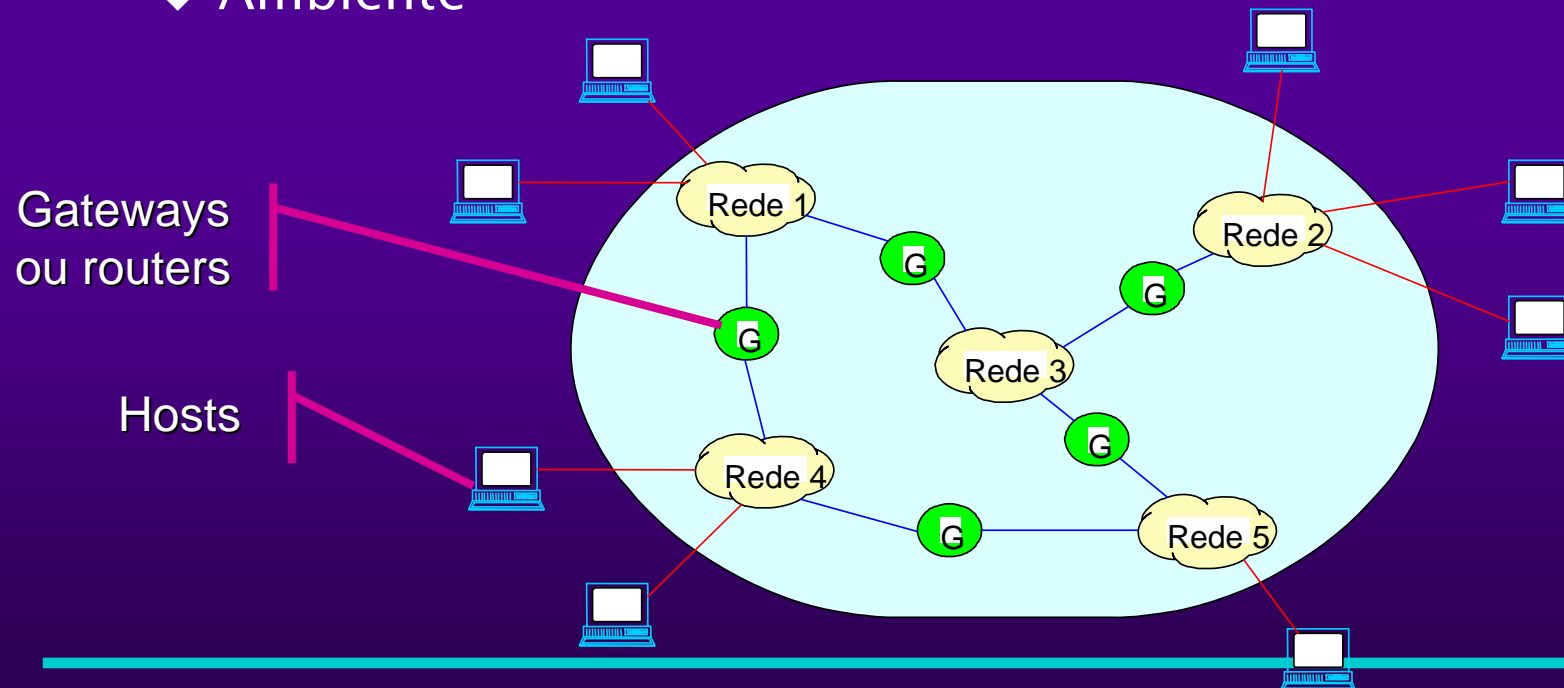 Ambiente
Rede 1
Gateways
ou routers
Rede 2
G
G
G
Rede 3
Hosts
G
Rede 4
G
Rede 5